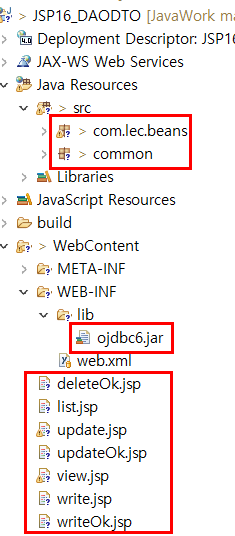 > JSP16_DAODTO [JavaWork ma
> Deployment Descriptor: JSP16
> JAX-WS Web Services
Java Resources
> src
> > com.lec.beans
> > common
> Libraries
> JavaScript Resources
> build
> WebContent
> META-INF
WEB-INF
lib
ojdbc6.jar
web.xml
deleteOk.jsp
list.jsp
update.jsp
updateOk.jsp
view.jsp
write.jsp
writeOk.jsp